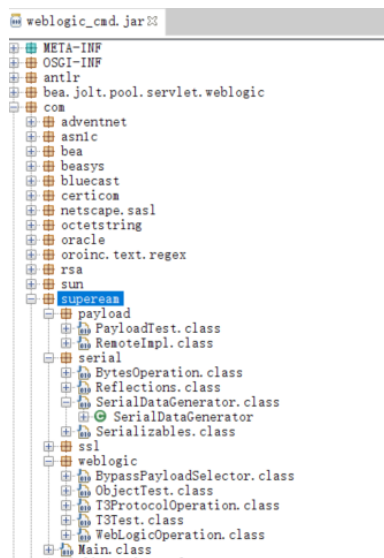 weblogic_cmd.jar
META-INF
OSGI-INF
antlr
bea.jolt.pool.servlet.weblogic
com
adventnet
asnlc
bea
beasys
bluecast
certicom
netscape.sasl
octetstring
oracle
oroinc.text.regex
rsa
sun
supeream
payload
PayloadTest.class
RemoteImpl.class
serial
BytesOperation.class
Reflections.class
SerialDataGenerator.class
SerialDataGenerator
Serializables.class
ssl
weblogic
BypassPayloadSelector.class
ObjectTest.class
T3ProtocolOperation.class
T3Test.class
WebLogicOperation.class
Main.class